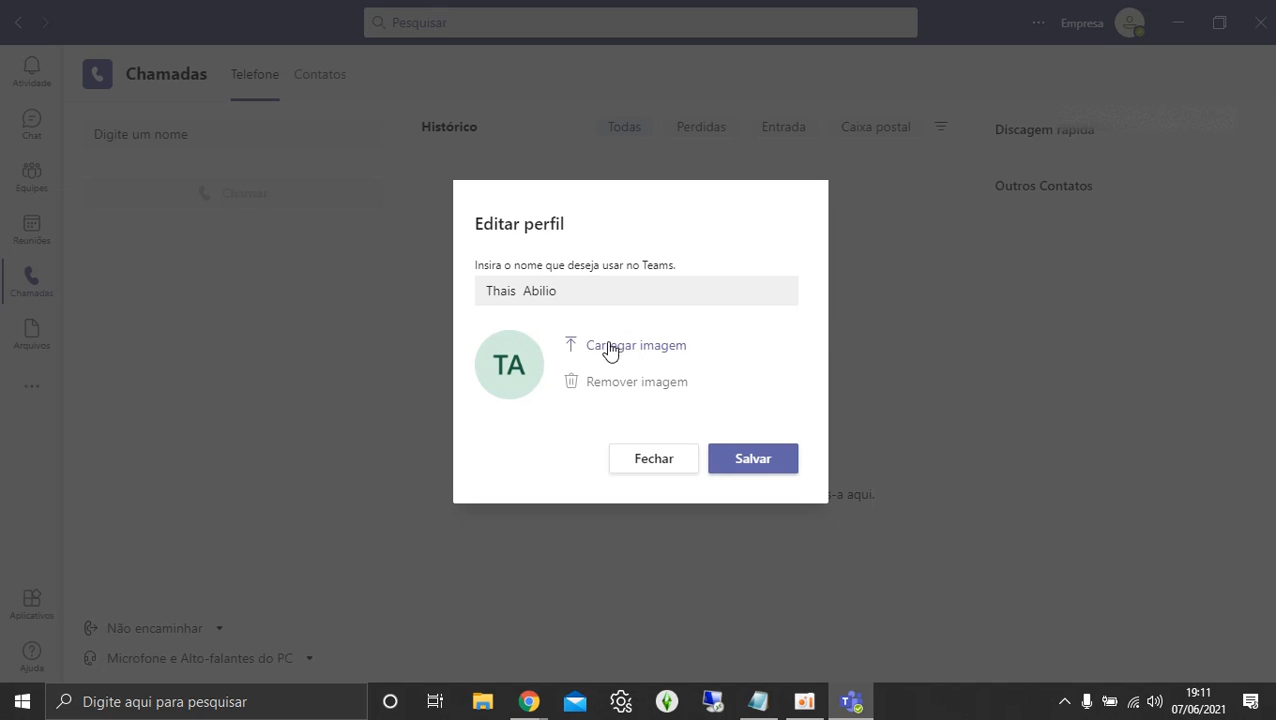 Pesquisar
Empresa
Atividade
Chat
Equipes
Reuniões
Chamadas
Arquivos
Aplicativos
Ajuda
Chamadas
Telefone
Contatos
Digite um nome
Chamar
Histórico
Todas
Perdidas
Entrada
Caixa postal
Discagem rápida
Outros Contatos
Editar perfil
Insira o nome que deseja usar no Teams.
Thais  Abilio
TA
Carregar imagem
Remover imagem
Fechar
Salvar
s-a aqui.
Não encaminhar
Microfone e Alto-falantes do PC
Digite aqui para pesquisar
19:11
07/06/2021